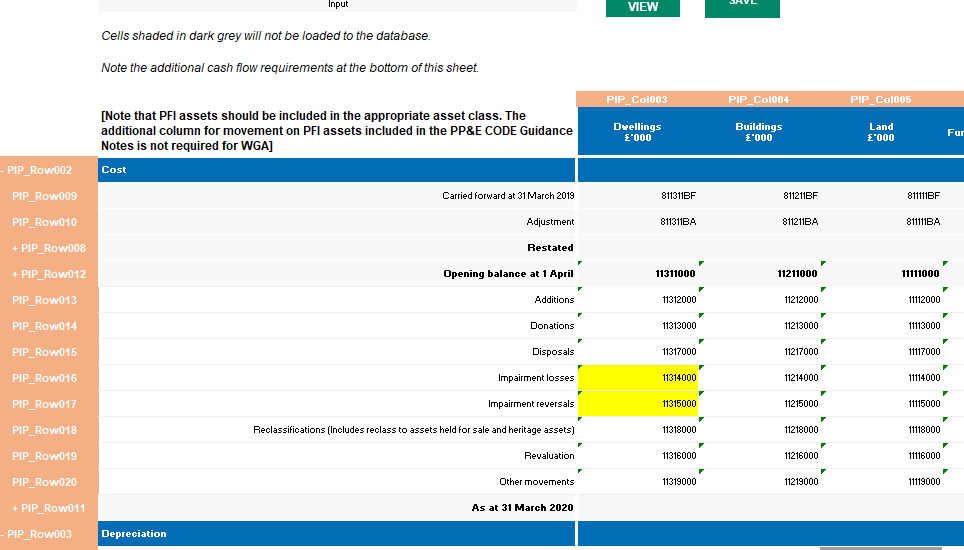 Input
VIEW
SAVE
Cells shaded in dark grey will not be loaded to the database.
Note the additional cash flow requirements at the bottom of this sheet.
PIP_Col003 PIP_Col004 PIP_Col005
[Note that PFI assets should be included in the appropriate asset class. The
additional column for movement on PFI assets included in the PP&E CODE Guidance
Notes is not required for WGA]
Dwellings Buildings Land
£'000 £'000 £'000
Fur
- PIP_Row002 Cost
PIP_Row009 Carried forward at 31 March 2019 811311BF 811211BF 811111BF
PIP_Row010 Adjustment 811311BA 811211BA 811111BA
+ PIP_Row008 Restated
+ PIP_Row012 Opening balance at 1 April 11311000 11211000 11111000
PIP_Row013 Additions 11312000 11212000 11112000
PIP_Row014 Donations 11313000 11213000 11113000
PIP_Row015 Disposals 11317000 11217000 11117000
PIP_Row016 Impairment losses 11314000 11214000 11114000
PIP_Row017 Impairment reversals 11315000 11215000 11115000
PIP_Row018 Reclassifications (Includes reclass to assets held for sale and heritage assets) 11318000 11218000 11118000
PIP_Row019 Revaluation 11316000 11216000 11116000
PIP_Row020 Other movements 11319000 11219000 11119000
+ PIP_Row011 As at 31 March 2020
- PIP_Row003 Depreciation